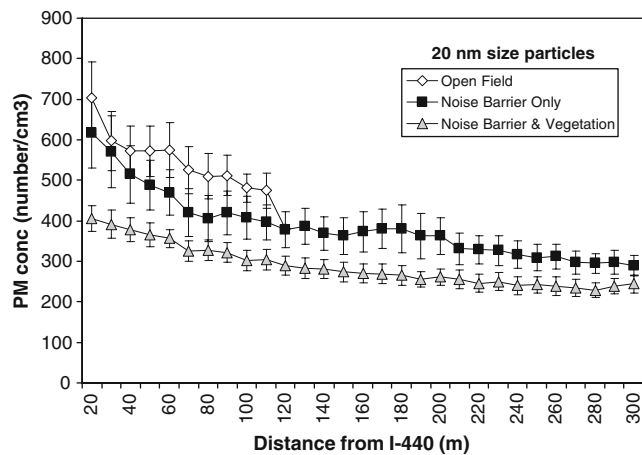 900
800
700
600
500
400
300
200
100
0
PM conc (number/cm3)
20 nm size particles
Open Field
Noise Barrier Only
Noise Barrier & Vegetation
20 40 60 80 100 120 140 160 180 200 220 240 260 280 300
Distance from I-440 (m)